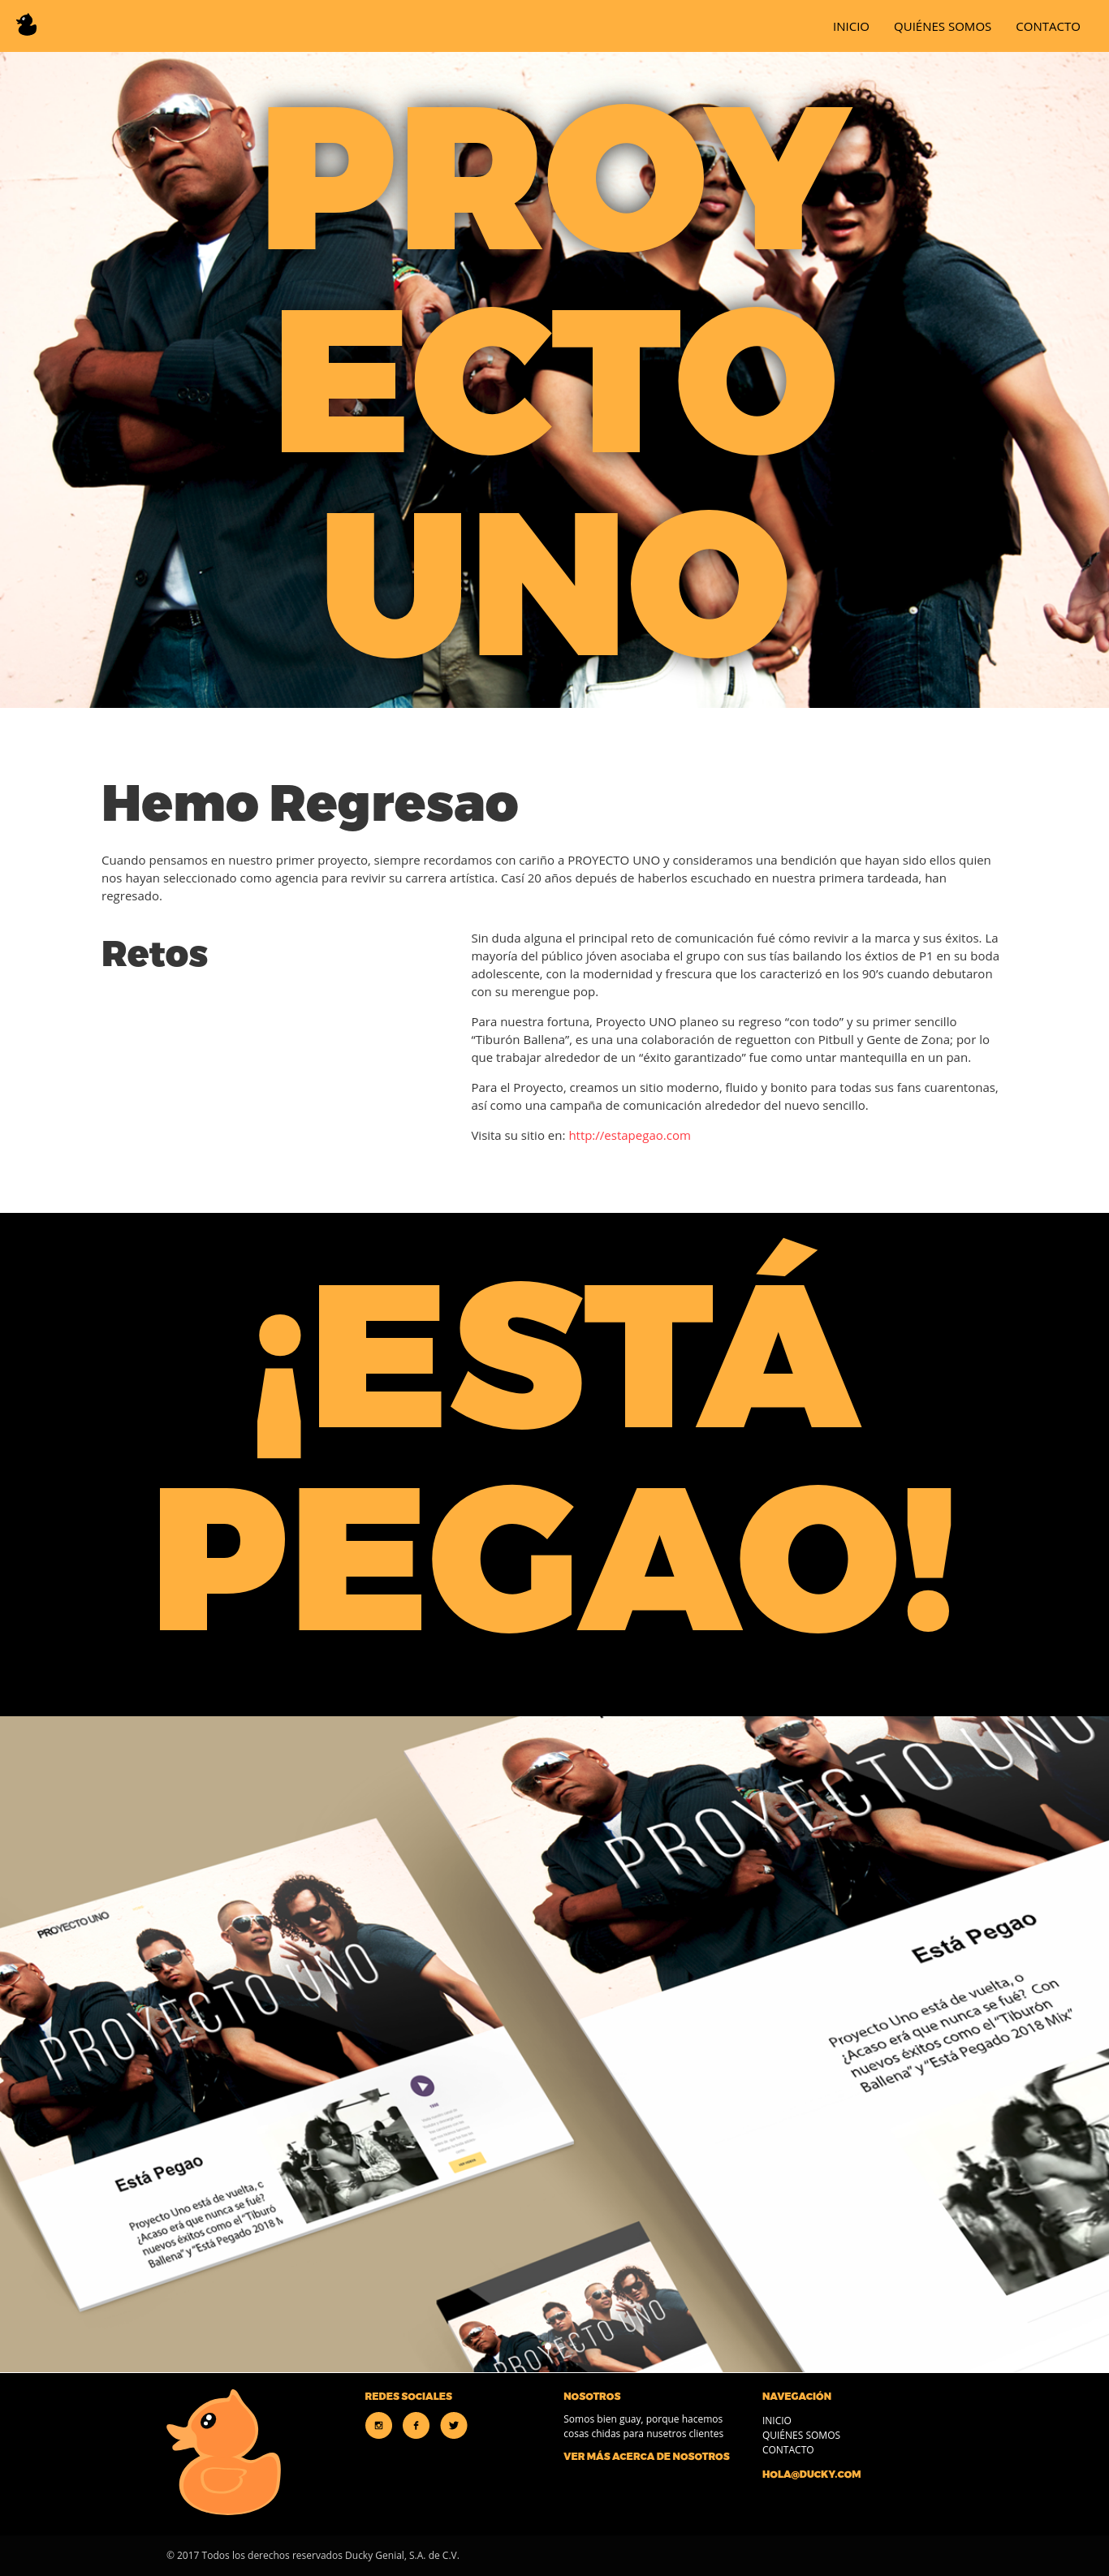 INICIO QUIÉNES SOMOS CONTACTO
PROY
ECTO
UNO
Hemo Regresao
Cuando pensamos en nuestro primer proyecto, siempre recordamos con cariño a PROYECTO UNO y consideramos una bendición que hayan sido ellos quien
nos hayan seleccionado como agencia para revivir su carrera artística. Casí 20 años depués de haberlos escuchado en nuestra primera tardeada, han
regresado.
Retos
Sin duda alguna el principal reto de comunicación fué cómo revivir a la marca y sus éxitos. La
mayoría del público jóven asociaba el grupo con sus tías bailando los éxtios de P1 en su boda
adolescente, con la modernidad y frescura que los caracterizó en los 90’s cuando debutaron
con su merengue pop.
Para nuestra fortuna, Proyecto UNO planeo su regreso “con todo” y su primer sencillo
“Tiburón Ballena”, es una una colaboración de reguetton con Pitbull y Gente de Zona; por lo
que trabajar alrededor de un “éxito garantizado” fue como untar mantequilla en un pan.
Para el Proyecto, creamos un sitio moderno, fluido y bonito para todas sus fans cuarentonas,
así como una campaña de comunicación alrededor del nuevo sencillo.
Visita su sitio en: http://estapegao.com
¡ESTÁ
PEGAO!
PROYECTO UNO
Está Pegao
Proyecto Uno está de vuelta, o
¿Acaso erá que nunca se fué? Con
nuevos éxitos como el “Tiburón
Ballena” y “Está Pegado 2018 Mix”
PROYECTO UNO
PROYECTO UNO
Está Pegao
Proyecto Uno está de vuelta, c
¿Acaso erá que nunca se fué?
nuevos éxitos como el “Tiburó
Ballena” y “Está Pegado 2018 M
PROYECTO UNO
REDES SOCIALES
NOSOTROS
Somos bien guay, porque hacemos
cosas chidas para nusetros clientes
VER MÁS ACERCA DE NOSOTROS
NAVEGACIÓN
INICIO
QUIÉNES SOMOS
CONTACTO
HOLA@DUCKY.COM
© 2017 Todos los derechos reservados Ducky Genial, S.A. de C.V.